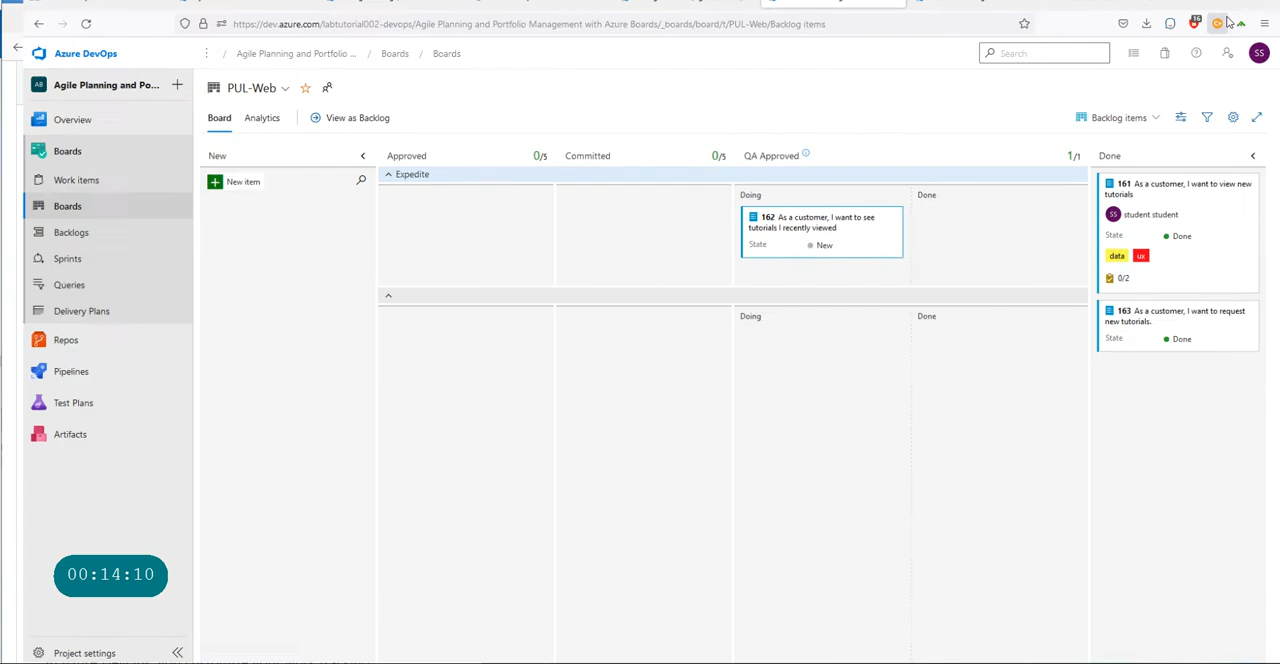 https://dev.azure.com/labtutorial002-devops/Agile Planning and Portfolio Management with Azure Boards/_boards/board/t/PUL-Web/Backlog items
16
Azure DevOps
/ Agile Planning and Portfolio ... / Boards / Boards
Search
SS
AB Agile Planning and Po...
Overview
Boards
Work items
Boards
Backlogs
Sprints
Queries
Delivery Plans
Repos
Pipelines
Test Plans
Artifacts
00:14:10
Project settings
PUL-Web
Board
Analytics
View as Backlog
Backlog items
New
New item
Approved 0/5
Committed 0/5
QA Approved 1/1
Done
Expedite
Doing
Done
162 As a customer, I want to see
tutorials I recently viewed
State New
Doing
Done
161 As a customer, I want to view new
tutorials
SS student student
State Done
data ux
0/2
163 As a customer, I want to request
new tutorials.
State Done